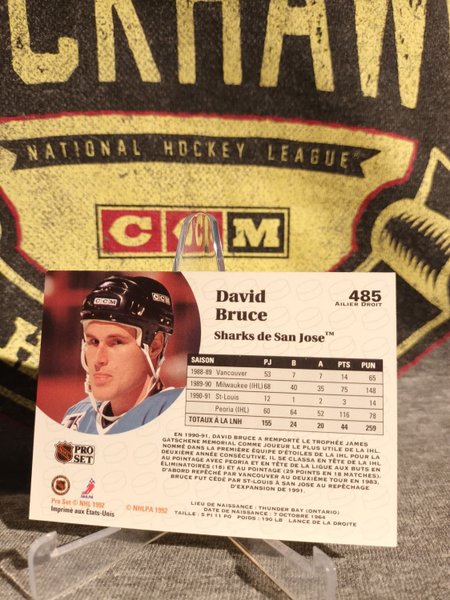 CKHAW
NATIONAL HOCKEY LEAGUE
CCM
CCM
David
Bruce
485
AILIER DROIT
Sharks de San Jose™
SAISON PJ B A PTS PUN
1988-89 Vancouver 53 7 7 14 65
1989-90 Milwaukee (IHL) 68 40 35 75 148
1990-91 St-Louis 12 1 2 3 14
Peoria (IHL) 60 64 52 116 78
TOTAUX À LA LNH 155 24 20 44 259
EN 1990-91, DAVID BRUCE A REMPORTÉ LE TROPHÉE JAMES
GATSCHENE MEMORIAL COMME JOUEUR LE PLUS UTILE DE LA IHL.
NOMMÉ DANS LA PREMIÈRE ÉQUIPE D'ÉTOILES DE LA IHL POUR LA
DEUXIÈME ANNÉE CONSÉCUTIVE, IL SE CLASSA EN TÊTE DE LA IHL
AU POINTAGE AVEC PEORIA ET EN TÊTE DE LA LIGUE AUX BUTS EN
ÉLIMINATOIRES (18) ET AU POINTAGE (29 POINTS EN 18 MATCHES).
D'ABORD REPÊCHÉ PAR VANCOUVER AU DEUXIÈME TOUR EN 1983,
BRUCE FUT CÉDÉ PAR ST-LOUIS À SAN JOSE AU REPÊCHAGE
D'EXPANSION DE 1991.
NHL
PRO
SET
NHLPA
Pro Set © NHL 1992
Imprimé aux États-Unis
© NHLPA 1992
LIEU DE NAISSANCE : THUNDER BAY (ONTARIO)
DATE DE NAISSANCE : 7 OCTOBRE 1964
TAILLE : 5 PI 11 PO POIDS : 190 LB LANCE DE LA DROITE